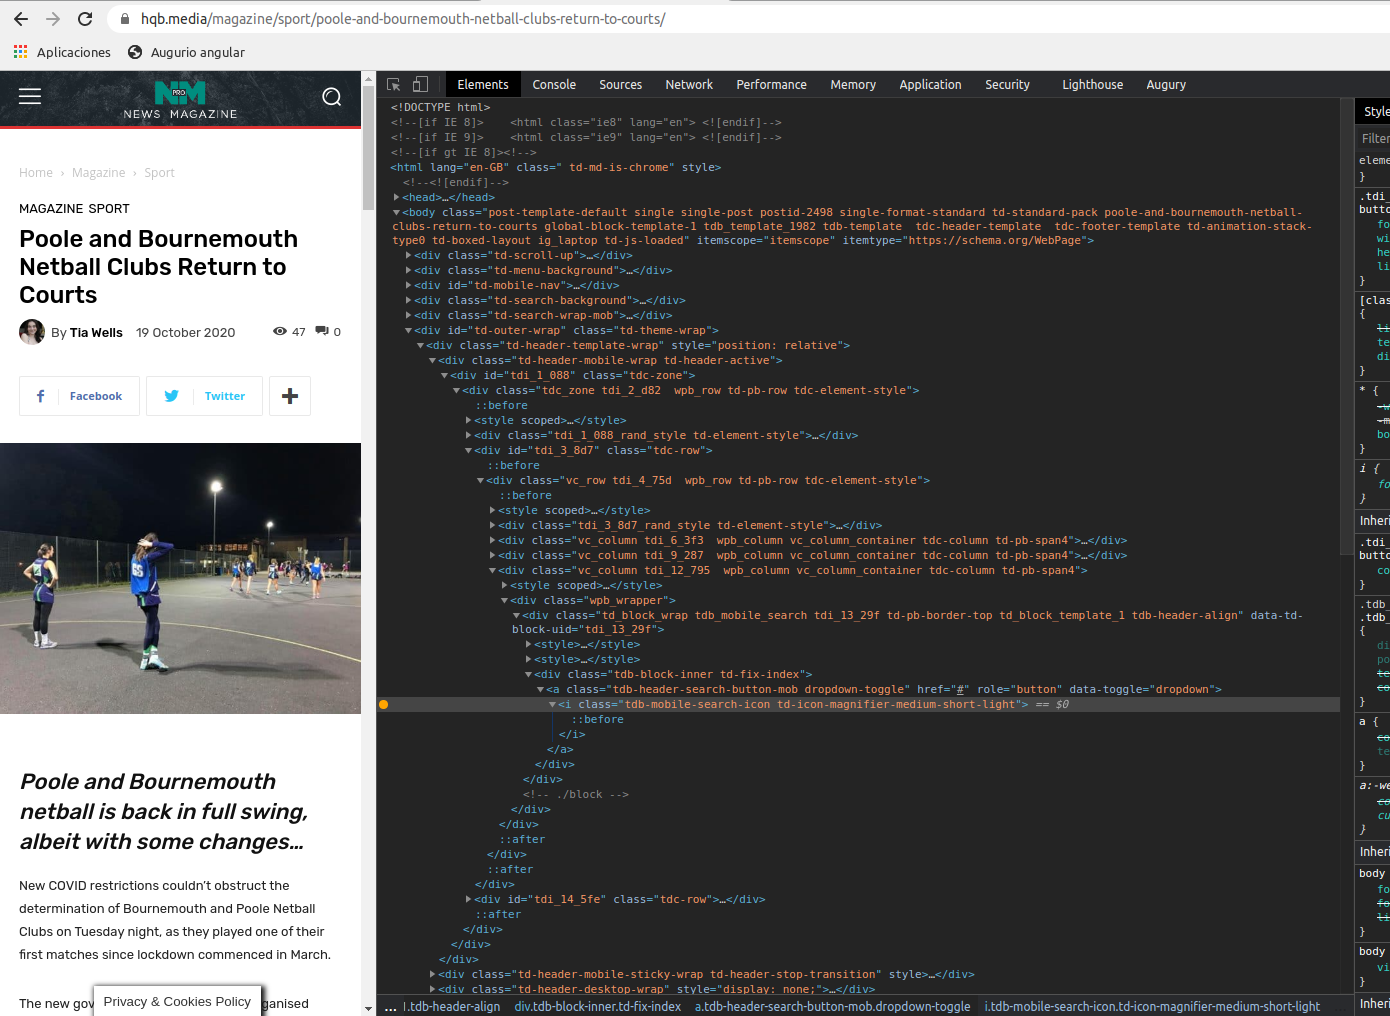 hqb.media/magazine/sport/poole-and-bournemouth-netball-clubs-return-to-courts/
Aplicaciones
Augurio angular
NM
PRO
NEWS MAGAZINE
Home › Magazine › Sport
MAGAZINE SPORT
Poole and Bournemouth
Netball Clubs Return to
Courts
By Tia Wells 19 October 2020 47 0
Facebook
Twitter
GS
Poole and Bournemouth
netball is back in full swing,
albeit with some changes…
New COVID restrictions couldn’t obstruct the
determination of Bournemouth and Poole Netball
Clubs on Tuesday night, as they played one of their
first matches since lockdown commenced in March.
The new gov
ganised
Privacy & Cookies Policy
Elements Console Sources Network Performance Memory Application Security Lighthouse Augury
<!DOCTYPE html>
<!--[if IE 8]> <html class="ie8" lang="en"> <![endif]-->
<!--[if IE 9]> <html class="ie9" lang="en"> <![endif]-->
<!--[if gt IE 8]><!-->
<html lang="en-GB" class=" td-md-is-chrome" style>
<!--<![endif]-->
<head>…</head>
<body class="post-template-default single single-post postid-2498 single-format-standard td-standard-pack poole-and-bournemouth-netball-
clubs-return-to-courts global-block-template-1 tdb_template_1982 tdb-template  tdc-header-template  tdc-footer-template td-animation-stack-
type0 td-boxed-layout ig_laptop td-js-loaded" itemscope="itemscope" itemtype="https://schema.org/WebPage">
<div class="td-scroll-up">…</div>
<div class="td-menu-background">…</div>
<div id="td-mobile-nav">…</div>
<div class="td-search-background">…</div>
<div class="td-search-wrap-mob">…</div>
<div id="td-outer-wrap" class="td-theme-wrap">
<div class="td-header-template-wrap" style="position: relative">
<div class="td-header-mobile-wrap td-header-active">
<div id="tdi_1_088" class="tdc-zone">
<div class="tdc_zone tdi_2_d82  wpb_row td-pb-row tdc-element-style">
::before
<style scoped>…</style>
<div class="tdi_1_088_rand_style td-element-style">…</div>
<div id="tdi_3_8d7" class="tdc-row">
::before
<div class="vc_row tdi_4_75d  wpb_row td-pb-row tdc-element-style">
::before
<style scoped>…</style>
<div class="tdi_3_8d7_rand_style td-element-style">…</div>
<div class="vc_column tdi_6_3f3  wpb_column vc_column_container tdc-column td-pb-span4">…</div>
<div class="vc_column tdi_9_287  wpb_column vc_column_container tdc-column td-pb-span4">…</div>
<div class="vc_column tdi_12_795  wpb_column vc_column_container tdc-column td-pb-span4">
<style scoped>…</style>
<div class="wpb_wrapper">
<div class="td_block_wrap tdb_mobile_search tdi_13_29f td-pb-border-top td_block_template_1 tdb-header-align" data-td-
block-uid="tdi_13_29f">
<style>…</style>
<style>…</style>
<div class="tdb-block-inner td-fix-index">
<a class="tdb-header-search-button-mob dropdown-toggle" href="#" role="button" data-toggle="dropdown">
<i class="tdb-mobile-search-icon td-icon-magnifier-medium-short-light"> == $0
::before
</i>
</a>
</div>
</div>
<!-- ./block -->
</div>
</div>
::after
</div>
::after
</div>
<div id="tdi_14_5fe" class="tdc-row">…</div>
::after
</div>
</div>
</div>
<div class="td-header-mobile-sticky-wrap td-header-stop-transition" style>…</div>
<div class="td-header-desktop-wrap" style="display: none;">…</div>
… .tdb-header-align div.tdb-block-inner.td-fix-index a.tdb-header-search-button-mob.dropdown-toggle i.tdb-mobile-search-icon.td-icon-magnifier-medium-short-light
Style
Filter
eleme
}
.tdi_
butto
fo
wi
he
li
}
[clas
{
li
te
di
}
* {
bo
}
i {
fo
}
Inheri
.tdi_
butto
co
}
.tdb_
.tdb_
{
di
po
te
co
}
a {
co
te
}
a:-we
co
cu
}
Inheri
body
fo
fo
li
}
body
vi
}
Inheri